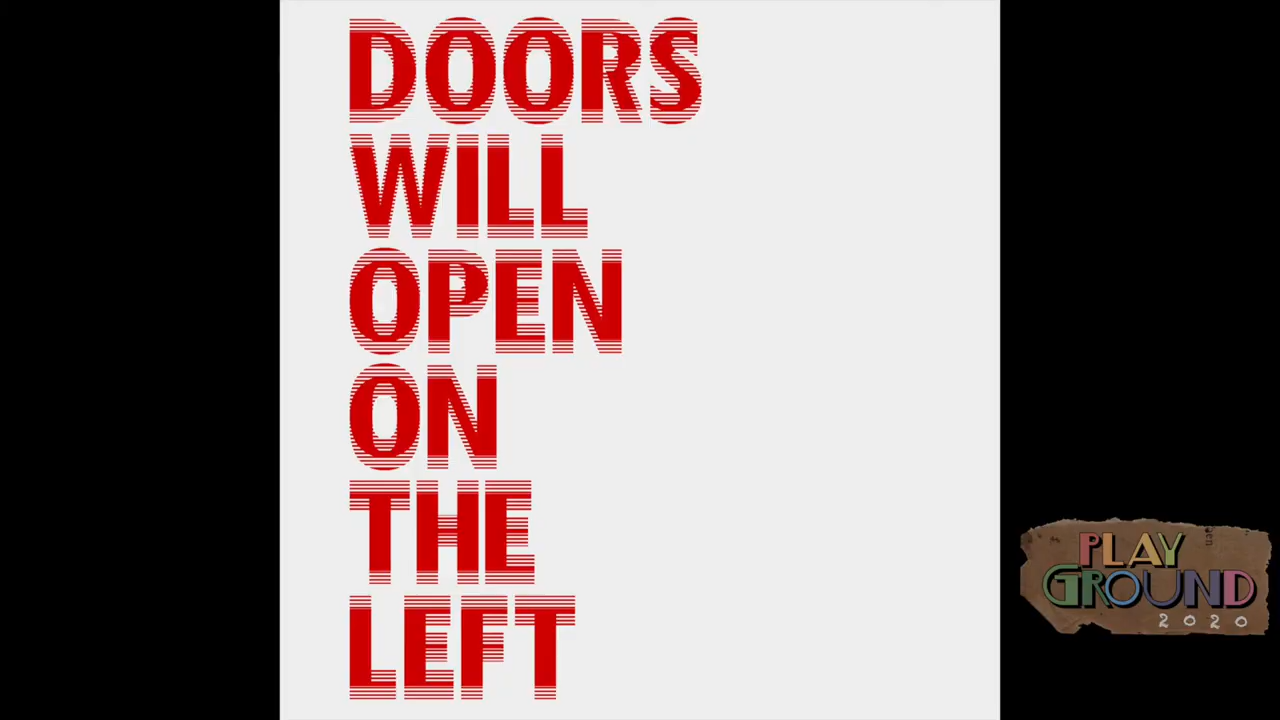 DOORS
WILL
OPEN
ON
THE
LEFT
PLAY
GROUND
2020